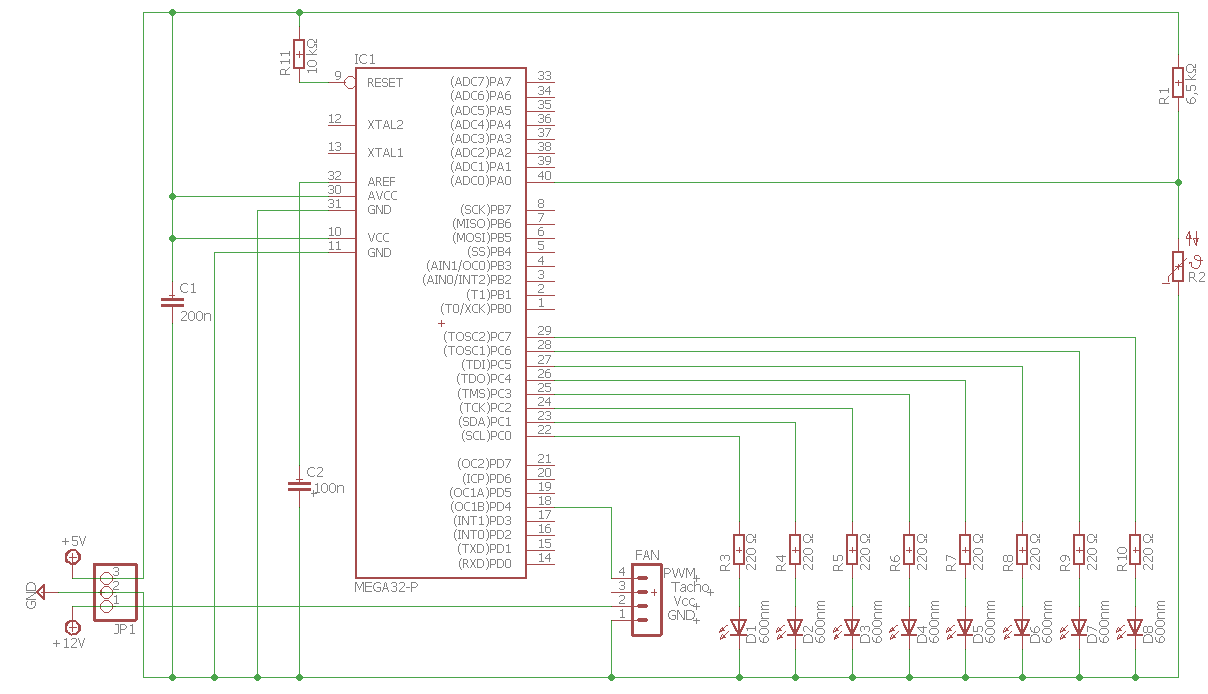 IC1
R11
10 kΩ
9 RESET
12 XTAL2
13 XTAL1
32 AREF
30 AVCC
31 GND
10 VCC
11 GND
(ADC7)PA7 33
(ADC6)PA6 34
(ADC5)PA5 35
(ADC4)PA4 36
(ADC3)PA3 37
(ADC2)PA2 38
(ADC1)PA1 39
(ADC0)PA0 40
(SCK)PB7 8
(MISO)PB6 7
(MOSI)PB5 6
(SS)PB4 5
(AIN1/OC0)PB3 4
(AIN0/INT2)PB2 3
(T1)PB1 2
(T0/XCK)PB0 1
(TOSC2)PC7 29
(TOSC1)PC6 28
(TDI)PC5 27
(TDO)PC4 26
(TMS)PC3 25
(TCK)PC2 24
(SDA)PC1 23
(SCL)PC0 22
(OC2)PD7 21
(ICP)PD6 20
(OC1A)PD5 19
(OC1B)PD4 18
(INT1)PD3 17
(INT0)PD2 16
(TXD)PD1 15
(RXD)PD0 14
MEGA32-P
R1
6,5 kΩ
ϑ
R2
C1
200n
C2
100n
+5V
GND
+12V
3
2
1
JP1
FAN
4 PWM
3 Tacho
2 Vcc
1 GND
R3 220 Ω
R4 220 Ω
R5 220 Ω
R6 220 Ω
R7 220 Ω
R8 220 Ω
R9 220 Ω
R10 220 Ω
D1 600nm
D2 600nm
D3 600nm
D4 600nm
D5 600nm
D6 600nm
D7 600nm
D8 600nm